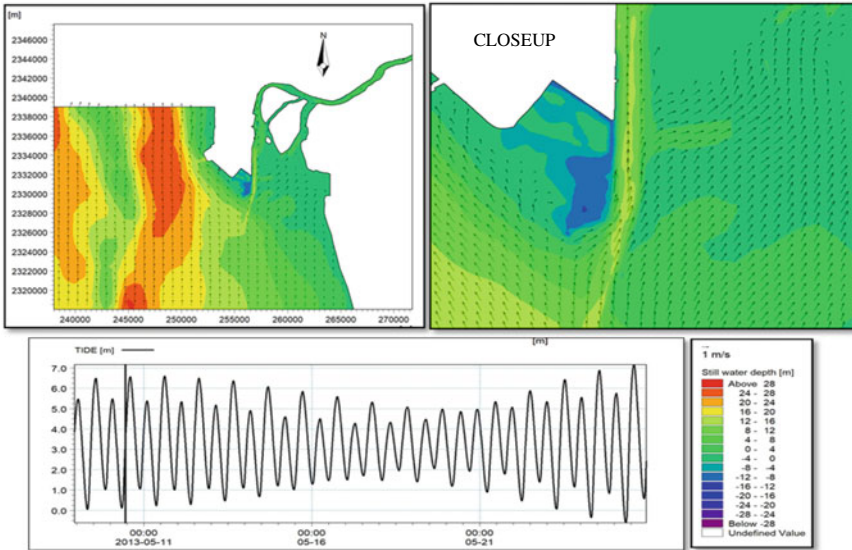 [m]
2346000
2344000
2342000
2340000
2338000
2336000
2334000
2332000
2330000
2328000
2326000
2324000
2322000
2320000
N
240000 245000 250000 255000 260000 265000 270000
CLOSEUP
TIDE [m]
[m]
7.0
6.0
5.0
4.0
3.0
2.0
1.0
0.0
00:00 00:00 00:00
2013-05-11 05-16 05-21
1 m/s
Still water depth [m]
Above 28
24 - 28
20 - 24
16 - 20
12 - 16
8 - 12
4 - 8
0 - 4
-4 - 0
-8 - -4
-12 - -8
-16 - -12
-20 - -16
-24 - -20
-28 - -24
Below -28
Undefined Value